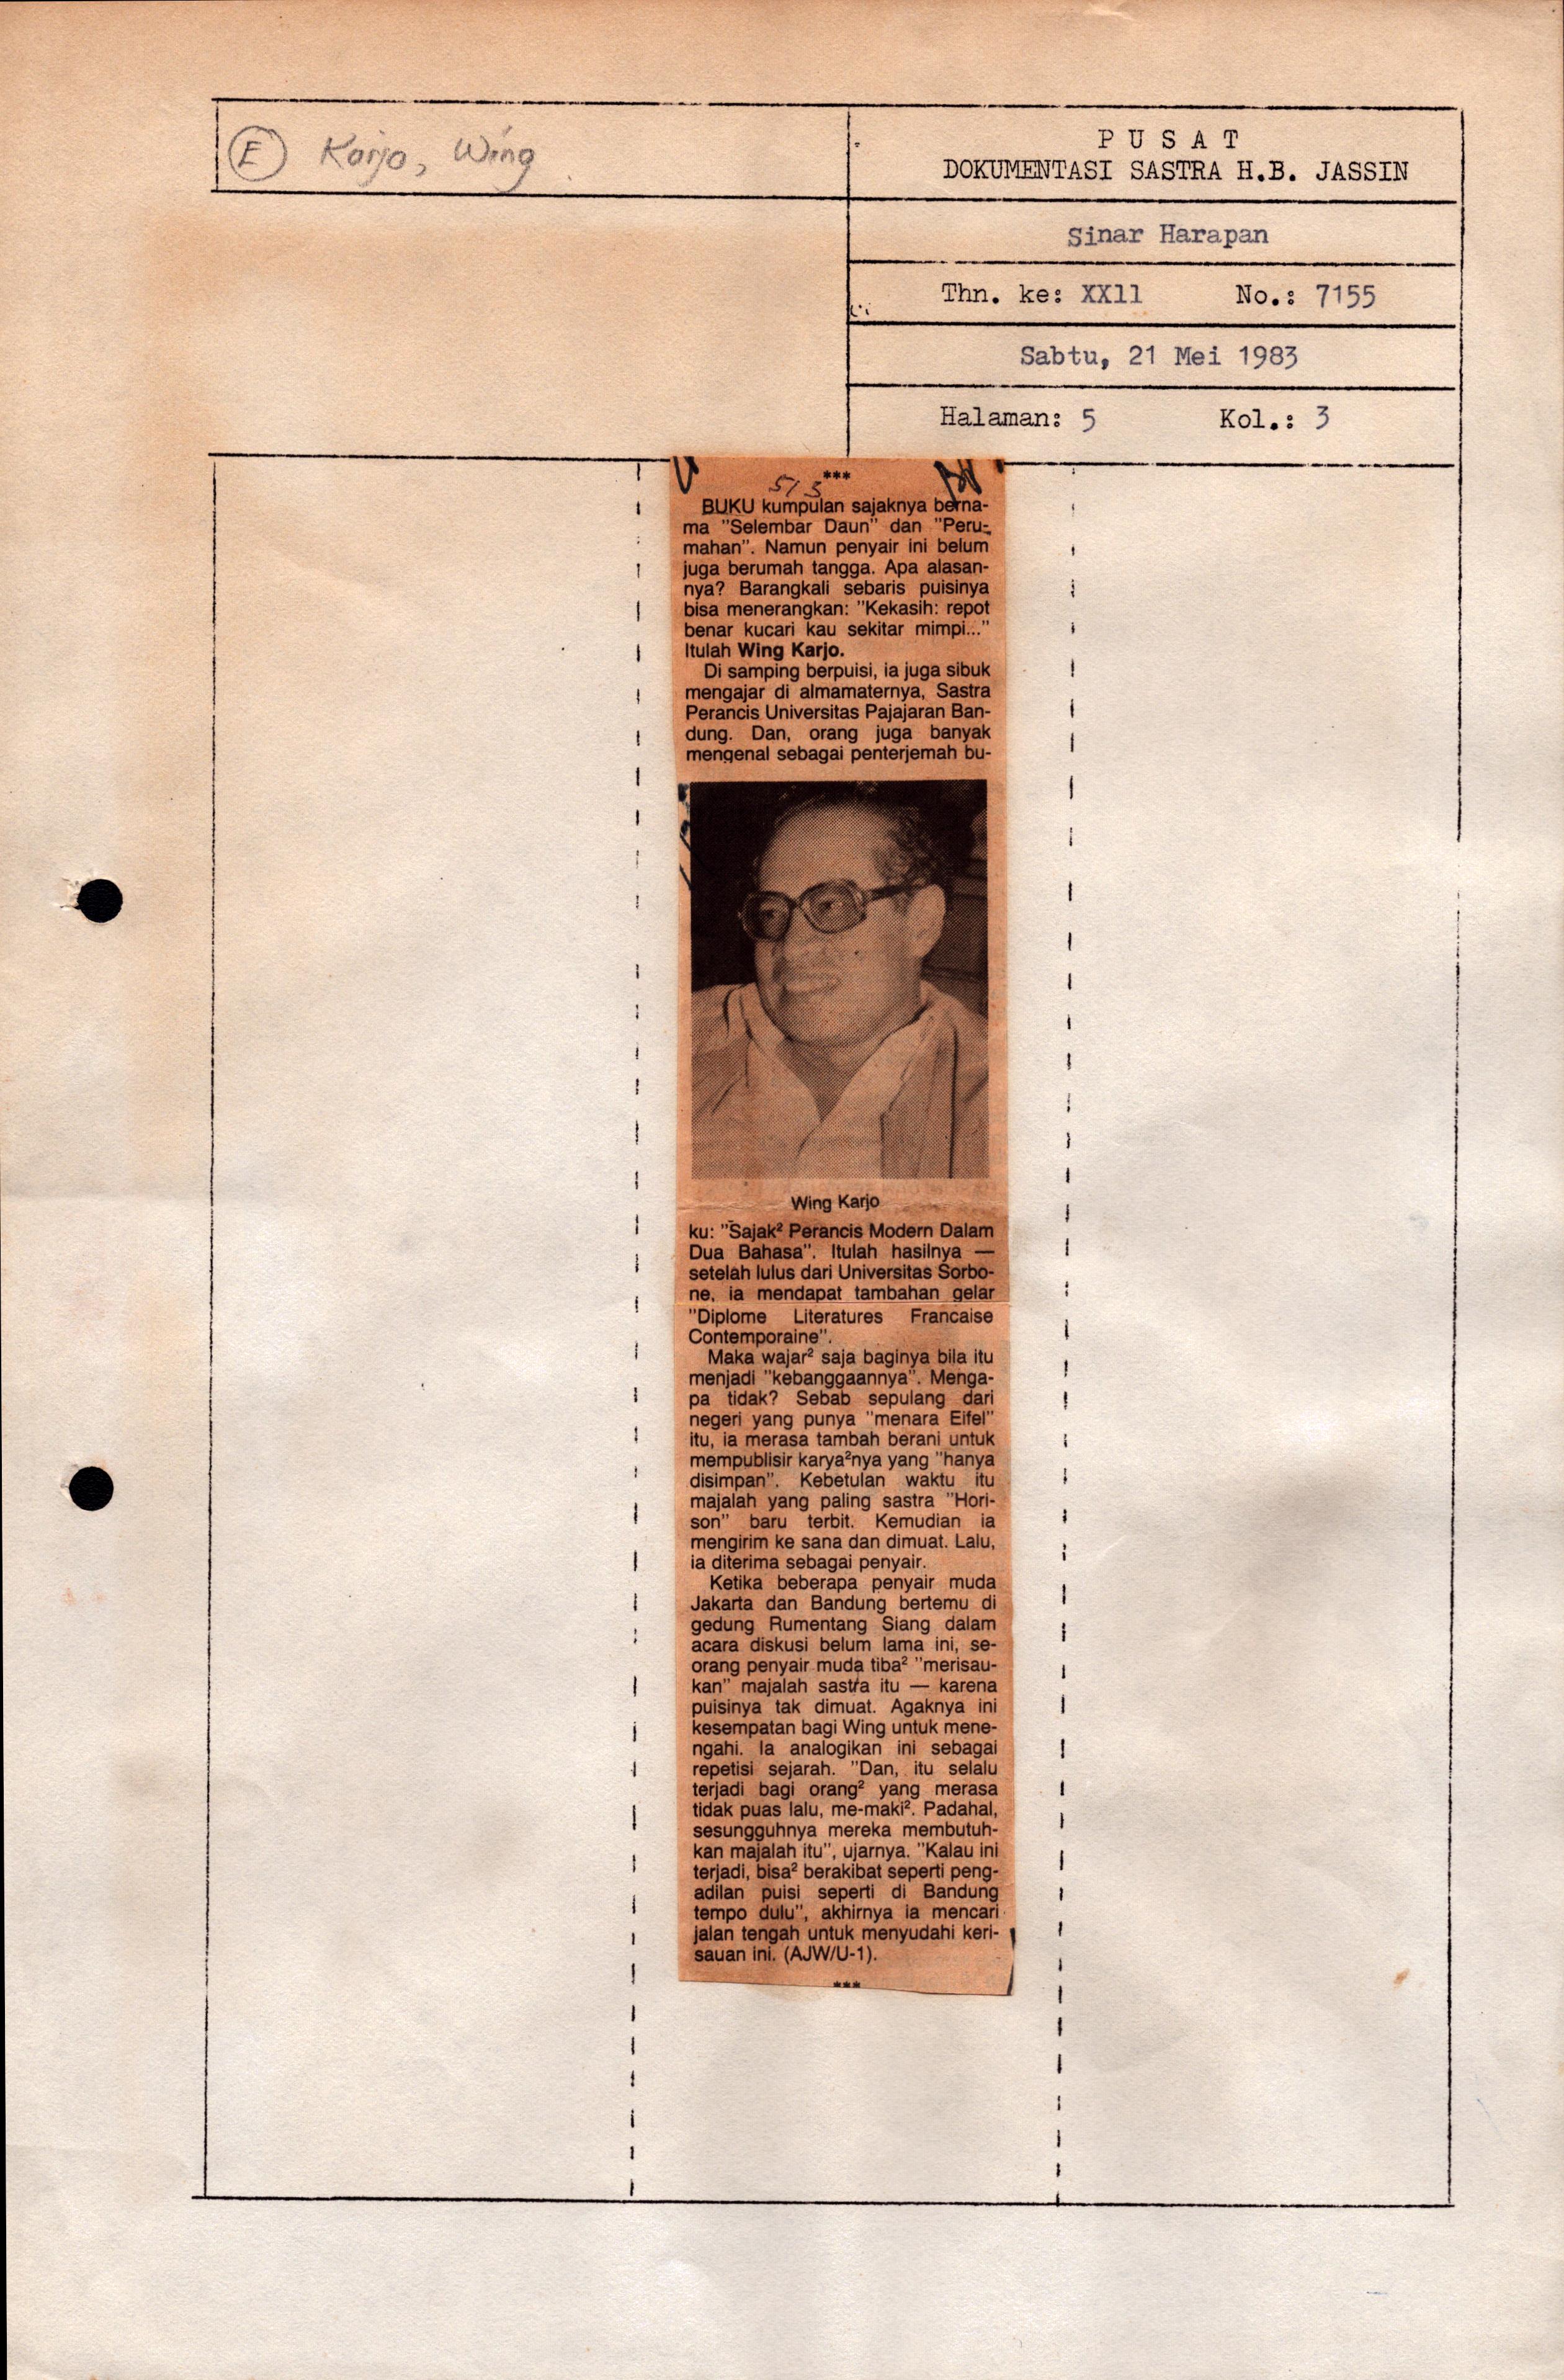 E Karjo, Wing
P U S A T
DOKUMENTASI SASTRA H.B. JASSIN
Sinar Harapan
Thn. ke: XX11 No.: 7155
Sabtu, 21 Mei 1983
Halaman: 5 Kol.: 3
***
513
BUKU kumpulan sajaknya berna-
ma "Selembar Daun" dan "Peru-
mahan". Namun penyair ini belum
juga berumah tangga. Apa alasan-
nya? Barangkali sebaris puisinya
bisa menerangkan: "Kekasih: repot
benar kucari kau sekitar mimpi..."
Itulah Wing Karjo.
Di samping berpuisi, ia juga sibuk
mengajar di almamaternya, Sastra
Perancis Universitas Pajajaran Ban-
dung. Dan, orang juga banyak
mengenal sebagai penterjemah bu-
Wing Karjo
ku: "Sajak² Perancis Modern Dalam
Dua Bahasa". Itulah hasilnya —
setelah lulus dari Universitas Sorbo-
ne, ia mendapat tambahan gelar
"Diplome Literatures Francaise
Contemporaine".
Maka wajar² saja baginya bila itu
menjadi "kebanggaannya". Menga-
pa tidak? Sebab sepulang dari
negeri yang punya "menara Eifel"
itu, ia merasa tambah berani untuk
mempublisir karya²nya yang "hanya
disimpan". Kebetulan waktu itu
majalah yang paling sastra "Hori-
son" baru terbit. Kemudian ia
mengirim ke sana dan dimuat. Lalu,
ia diterima sebagai penyair.
Ketika beberapa penyair muda
Jakarta dan Bandung bertemu di
gedung Rumentang Siang dalam
acara diskusi belum lama ini, se-
orang penyair muda tiba² "merisau-
kan" majalah sastra itu — karena
puisinya tak dimuat. Agaknya ini
kesempatan bagi Wing untuk mene-
ngahi. Ia analogikan ini sebagai
repetisi sejarah. "Dan, itu selalu
terjadi bagi orang² yang merasa
tidak puas lalu, me-maki². Padahal,
sesungguhnya mereka membutuh-
kan majalah itu", ujarnya. "Kalau ini
terjadi, bisa² berakibat seperti peng-
adilan puisi seperti di Bandung
tempo dulu", akhirnya ia mencari
jalan tengah untuk menyudahi keri-
sauan ini. (AJW/U-1).
***